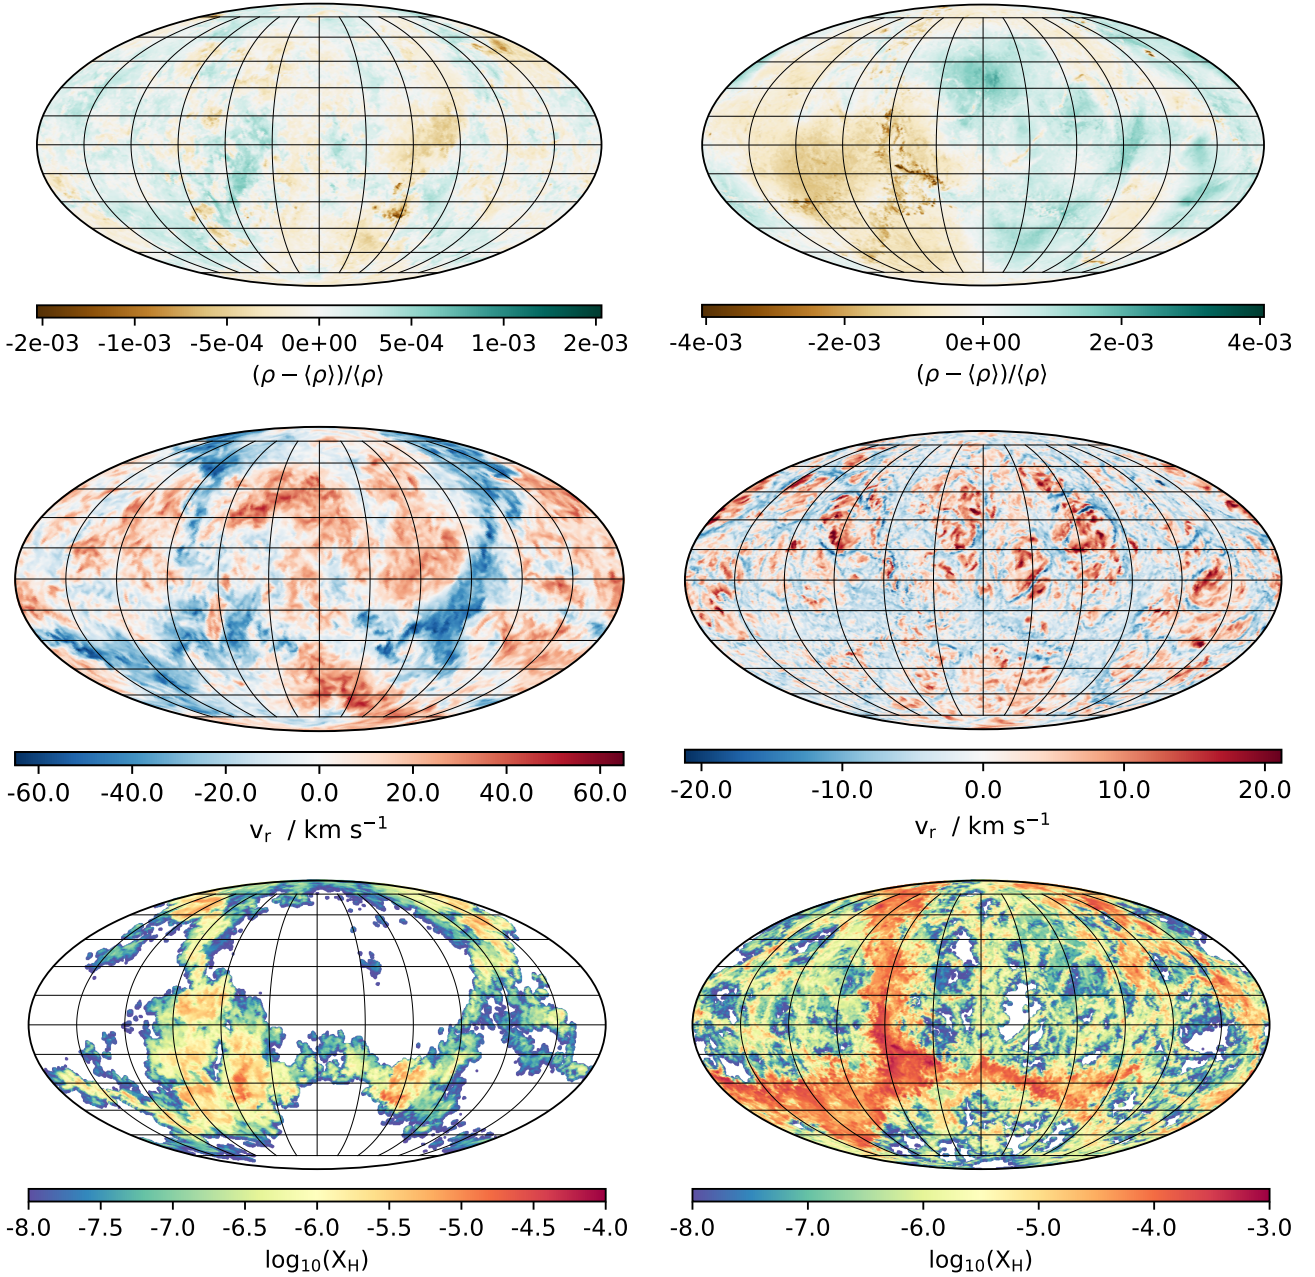 -2e-03 -1e-03 -5e-04 0e+00 5e-04 1e-03 2e-03
(ρ − ⟨ρ⟩)/⟨ρ⟩
-4e-03 -2e-03 0e+00 2e-03 4e-03
(ρ − ⟨ρ⟩)/⟨ρ⟩
-60.0 -40.0 -20.0 0.0 20.0 40.0 60.0
vᵣ / km s⁻¹
-20.0 -10.0 0.0 10.0 20.0
vᵣ / km s⁻¹
-8.0 -7.5 -7.0 -6.5 -6.0 -5.5 -5.0 -4.5 -4.0
log₁₀(X_H)
-8.0 -7.0 -6.0 -5.0 -4.0 -3.0
log₁₀(X_H)